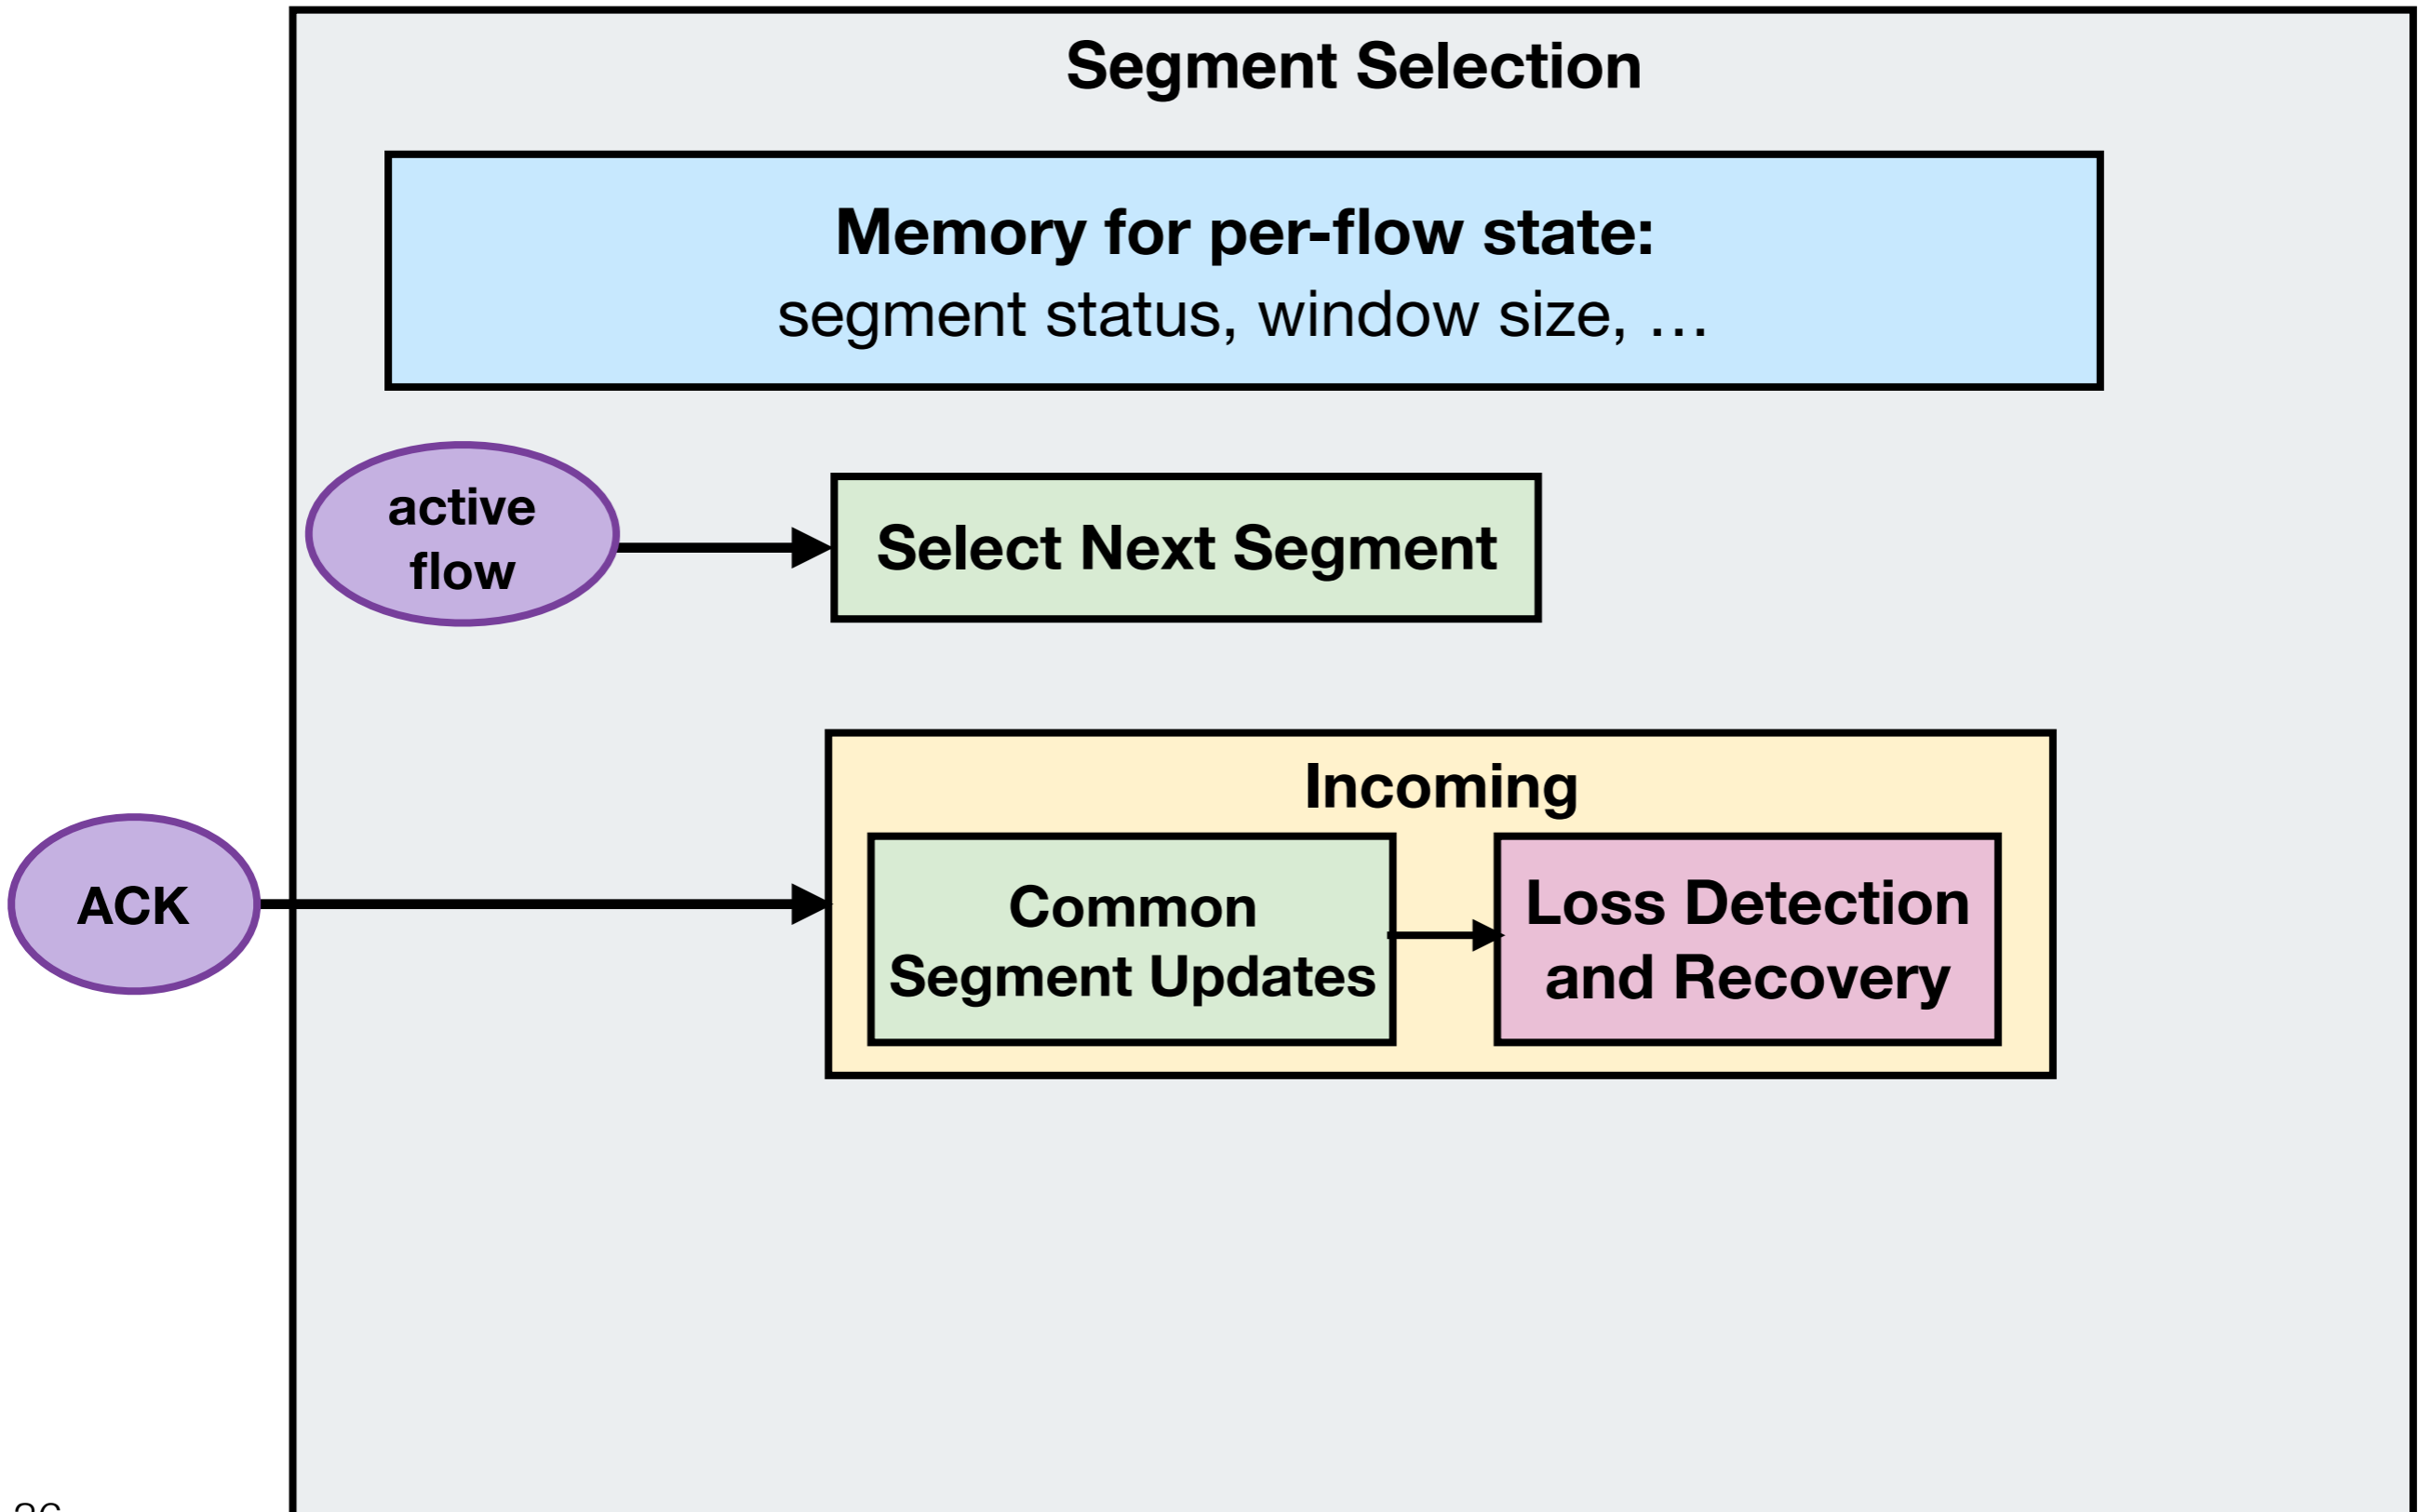 Segment Selection
Memory for per-flow state:
segment status, window size, …
active
flow
Select Next Segment
Incoming
ACK
Common
Segment Updates
Loss Detection
and Recovery